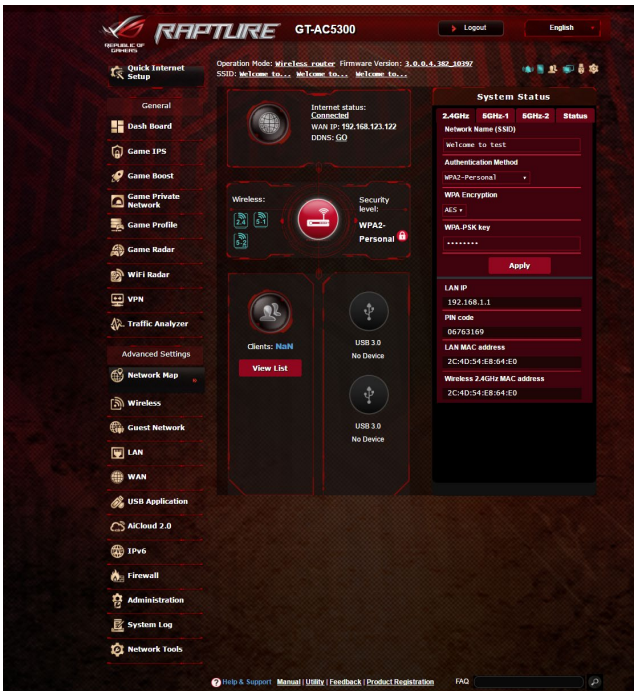 REPUBLIC OF
GAMERS
RAPTURE
GT-AC5300
Logout
English
Quick Internet
Setup
Operation Mode: Wireless router Firmware Version: 3.0.0.4.382_10397
SSID: Welcome to... Welcome to... Welcome to...
General
Dash Board
Game IPS
Game Boost
Game Private
Network
Game Profile
Game Radar
WiFi Radar
VPN
Traffic Analyzer
Advanced Settings
Network Map
Wireless
Guest Network
LAN
WAN
USB Application
AiCloud 2.0
IPv6
Firewall
Administration
System Log
Network Tools
Internet status:
Connected
WAN IP: 192.168.123.122
DDNS: GO
Wireless:
2.4 5-1
5-2
Security
level:
WPA2-
Personal
Clients: NaN
View List
USB 3.0
No Device
USB 3.0
No Device
System Status
2.4GHz 5GHz-1 5GHz-2 Status
Network Name (SSID)
Welcome to test
Authentication Method
WPA2-Personal
WPA Encryption
AES
WPA-PSK key
••••••••
Apply
LAN IP
192.168.1.1
PIN code
06763169
LAN MAC address
2C:4D:54:E8:64:E0
Wireless 2.4GHz MAC address
2C:4D:54:E8:64:E0
Help & Support Manual | Utility | Feedback | Product Registration FAQ